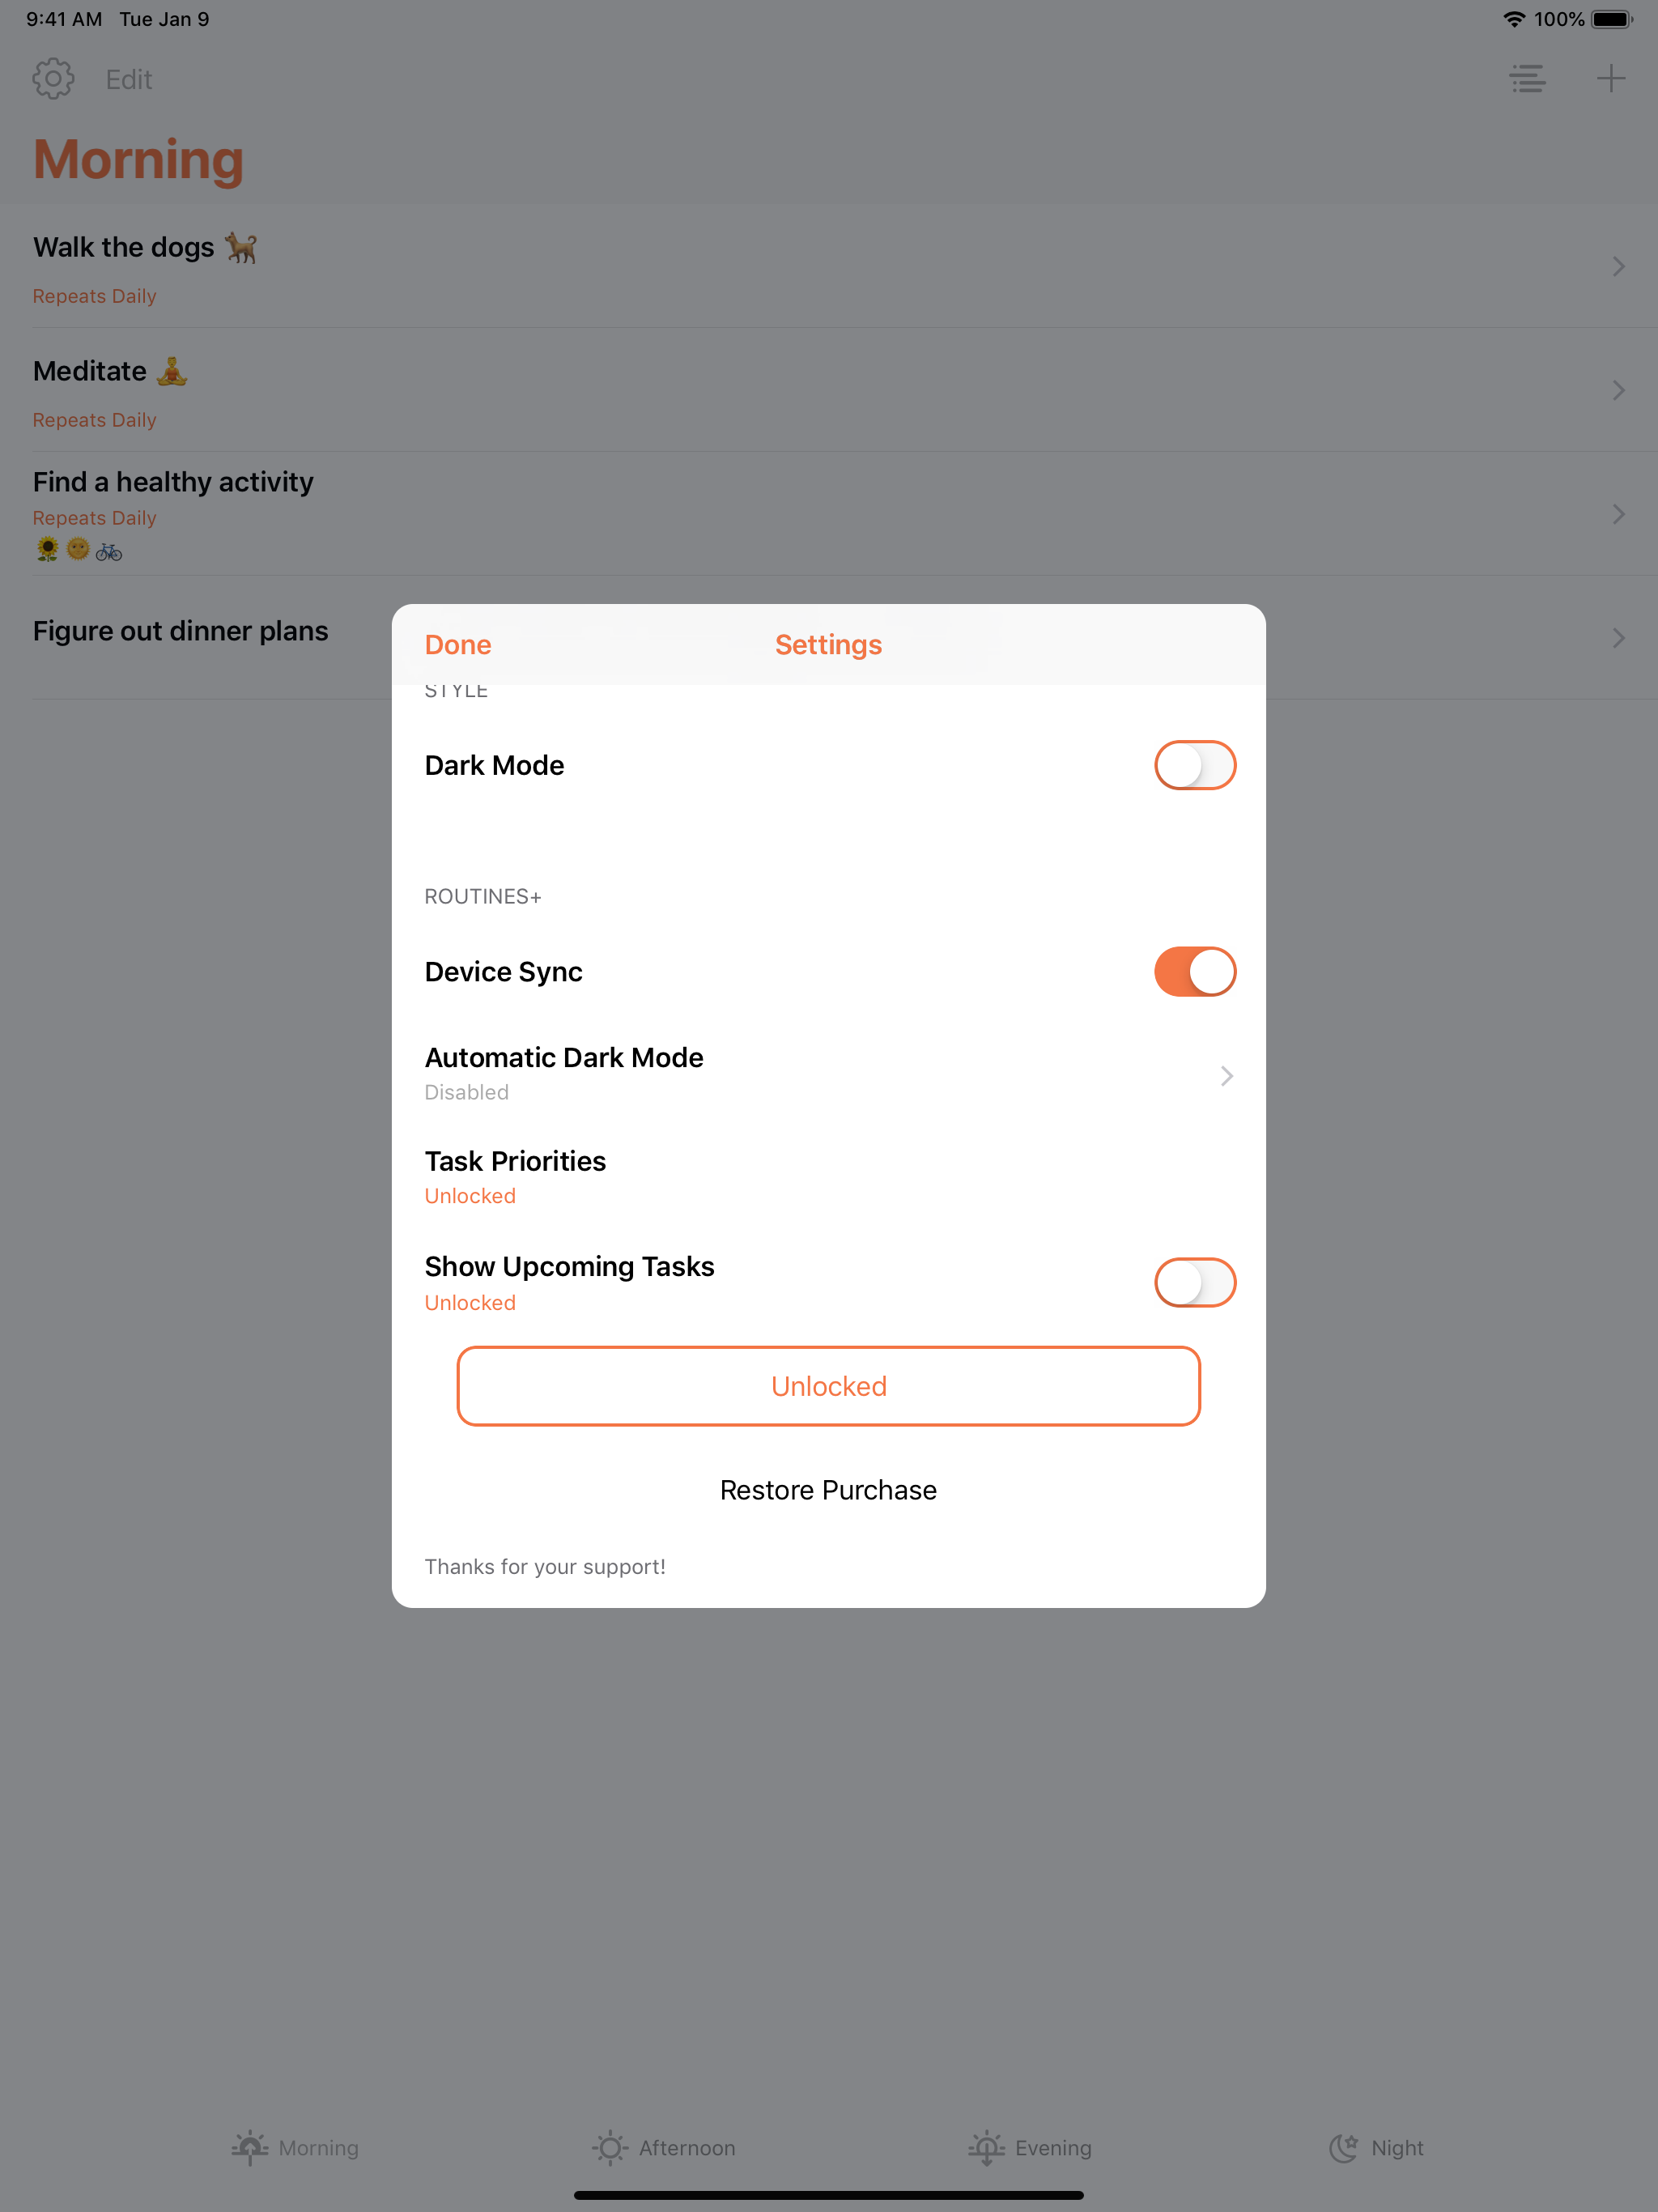 9:41 AM Tue Jan 9
100%
Edit
Morning
Walk the dogs
Repeats Daily
Meditate
Repeats Daily
Find a healthy activity
Repeats Daily
Figure out dinner plans
Done
Settings
STYLE
Dark Mode
ROUTINES+
Device Sync
Automatic Dark Mode
Disabled
Task Priorities
Unlocked
Show Upcoming Tasks
Unlocked
Unlocked
Restore Purchase
Thanks for your support!
Morning
Afternoon
Evening
Night